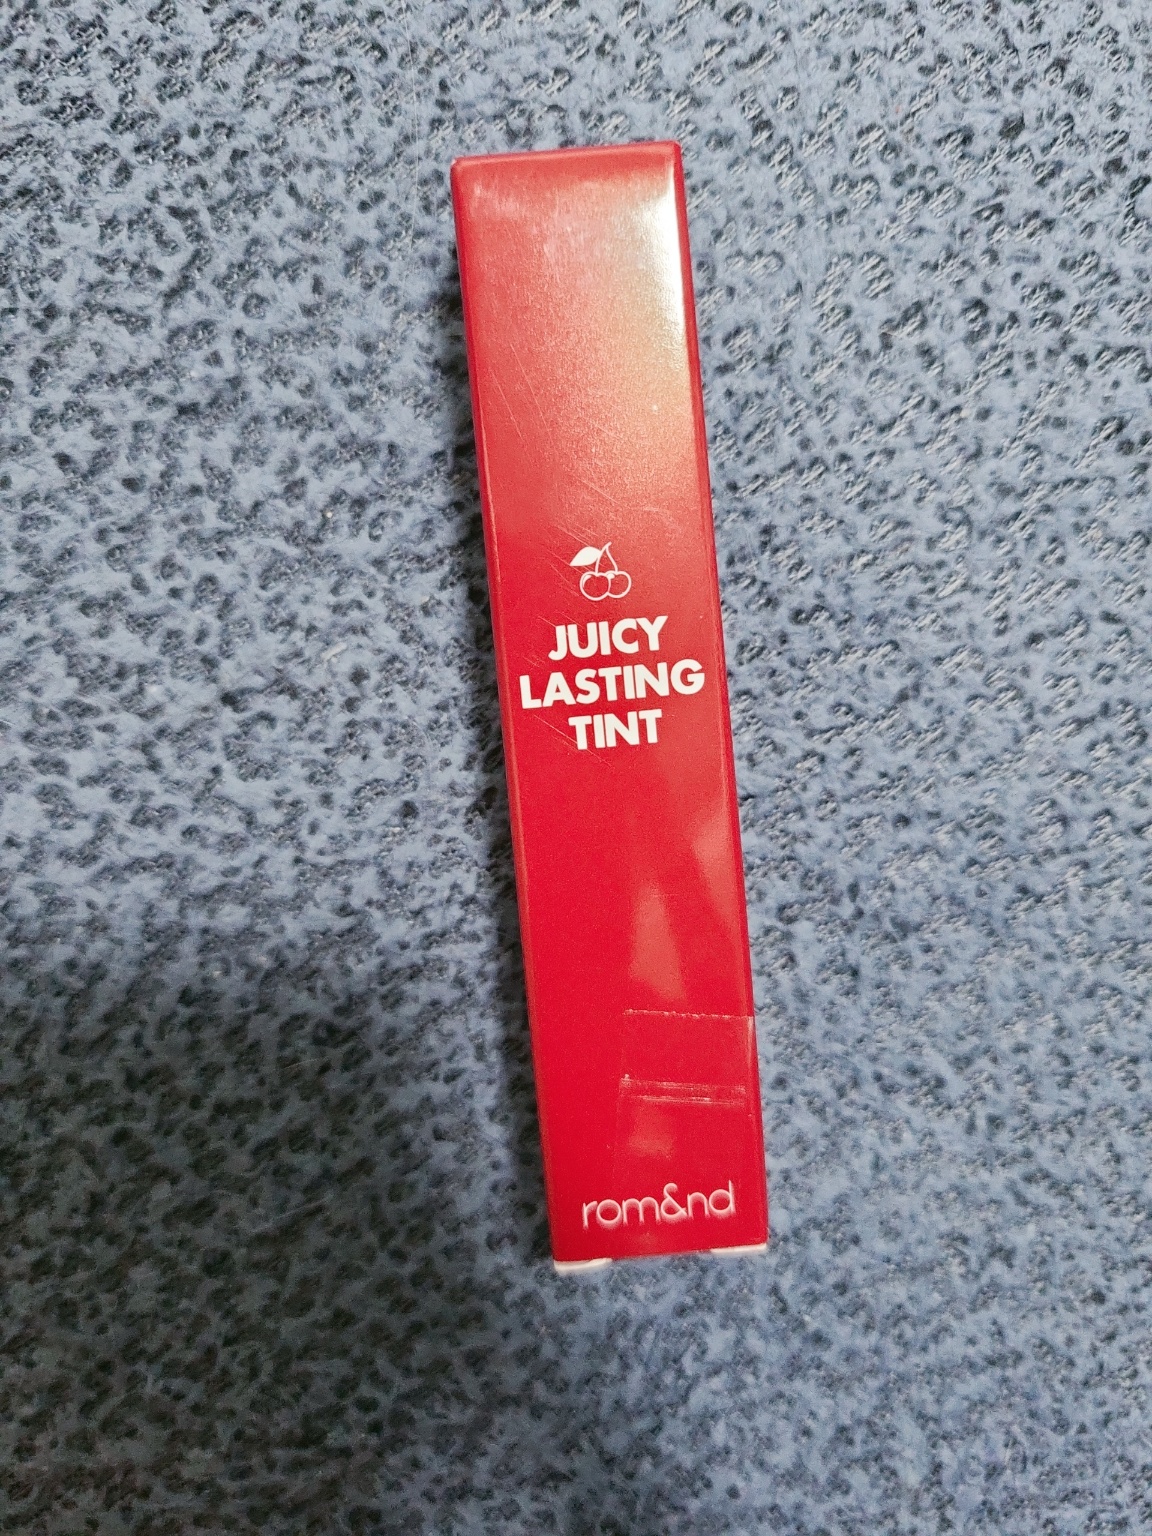 JUICY
LASTING
TINT
rom&nd